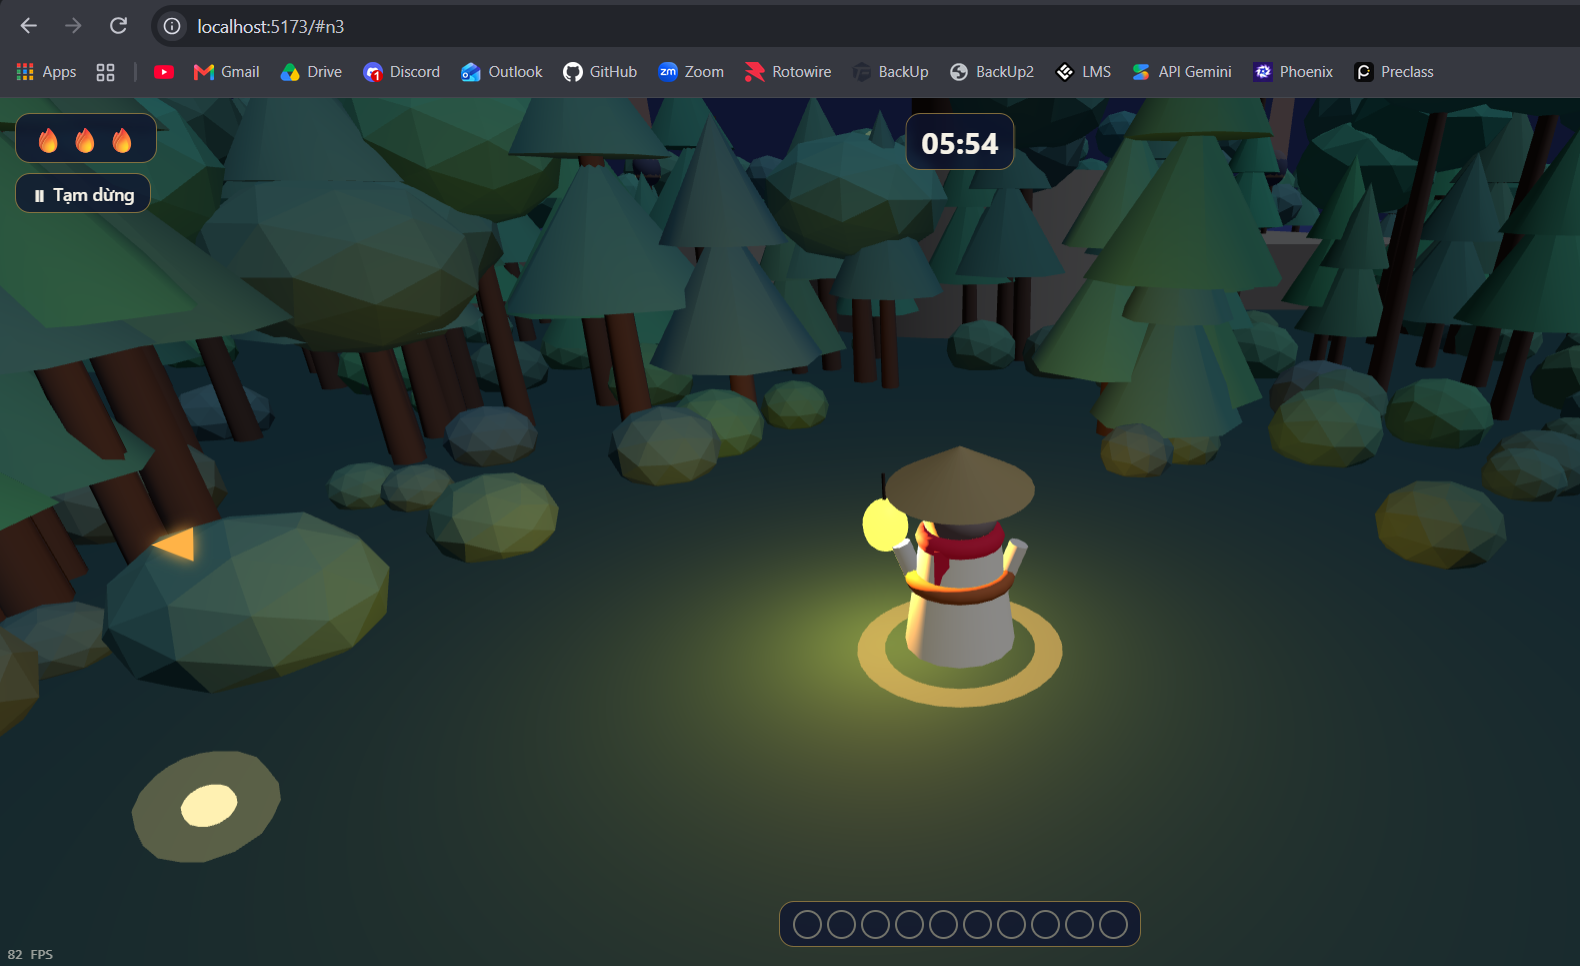 localhost:5173/#n3
Apps Gmail Drive Discord Outlook GitHub zm Zoom Rotowire BackUp BackUp2 LMS API Gemini Phoenix Preclass
05:54
Tạm dừng
82 FPS